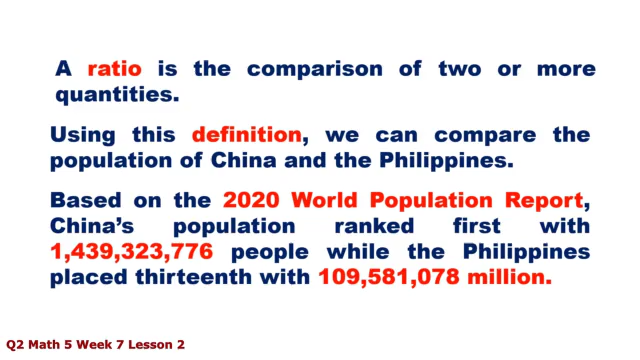 A ratio is the comparison of two or more
quantities.
Using this definition, we can compare the
population of China and the Philippines.
Based on the 2020 World Population Report,
China’s population ranked first with
1,439,323,776 people while the Philippines
placed thirteenth with 109,581,078 million.
Q2 Math 5 Week 7 Lesson 2